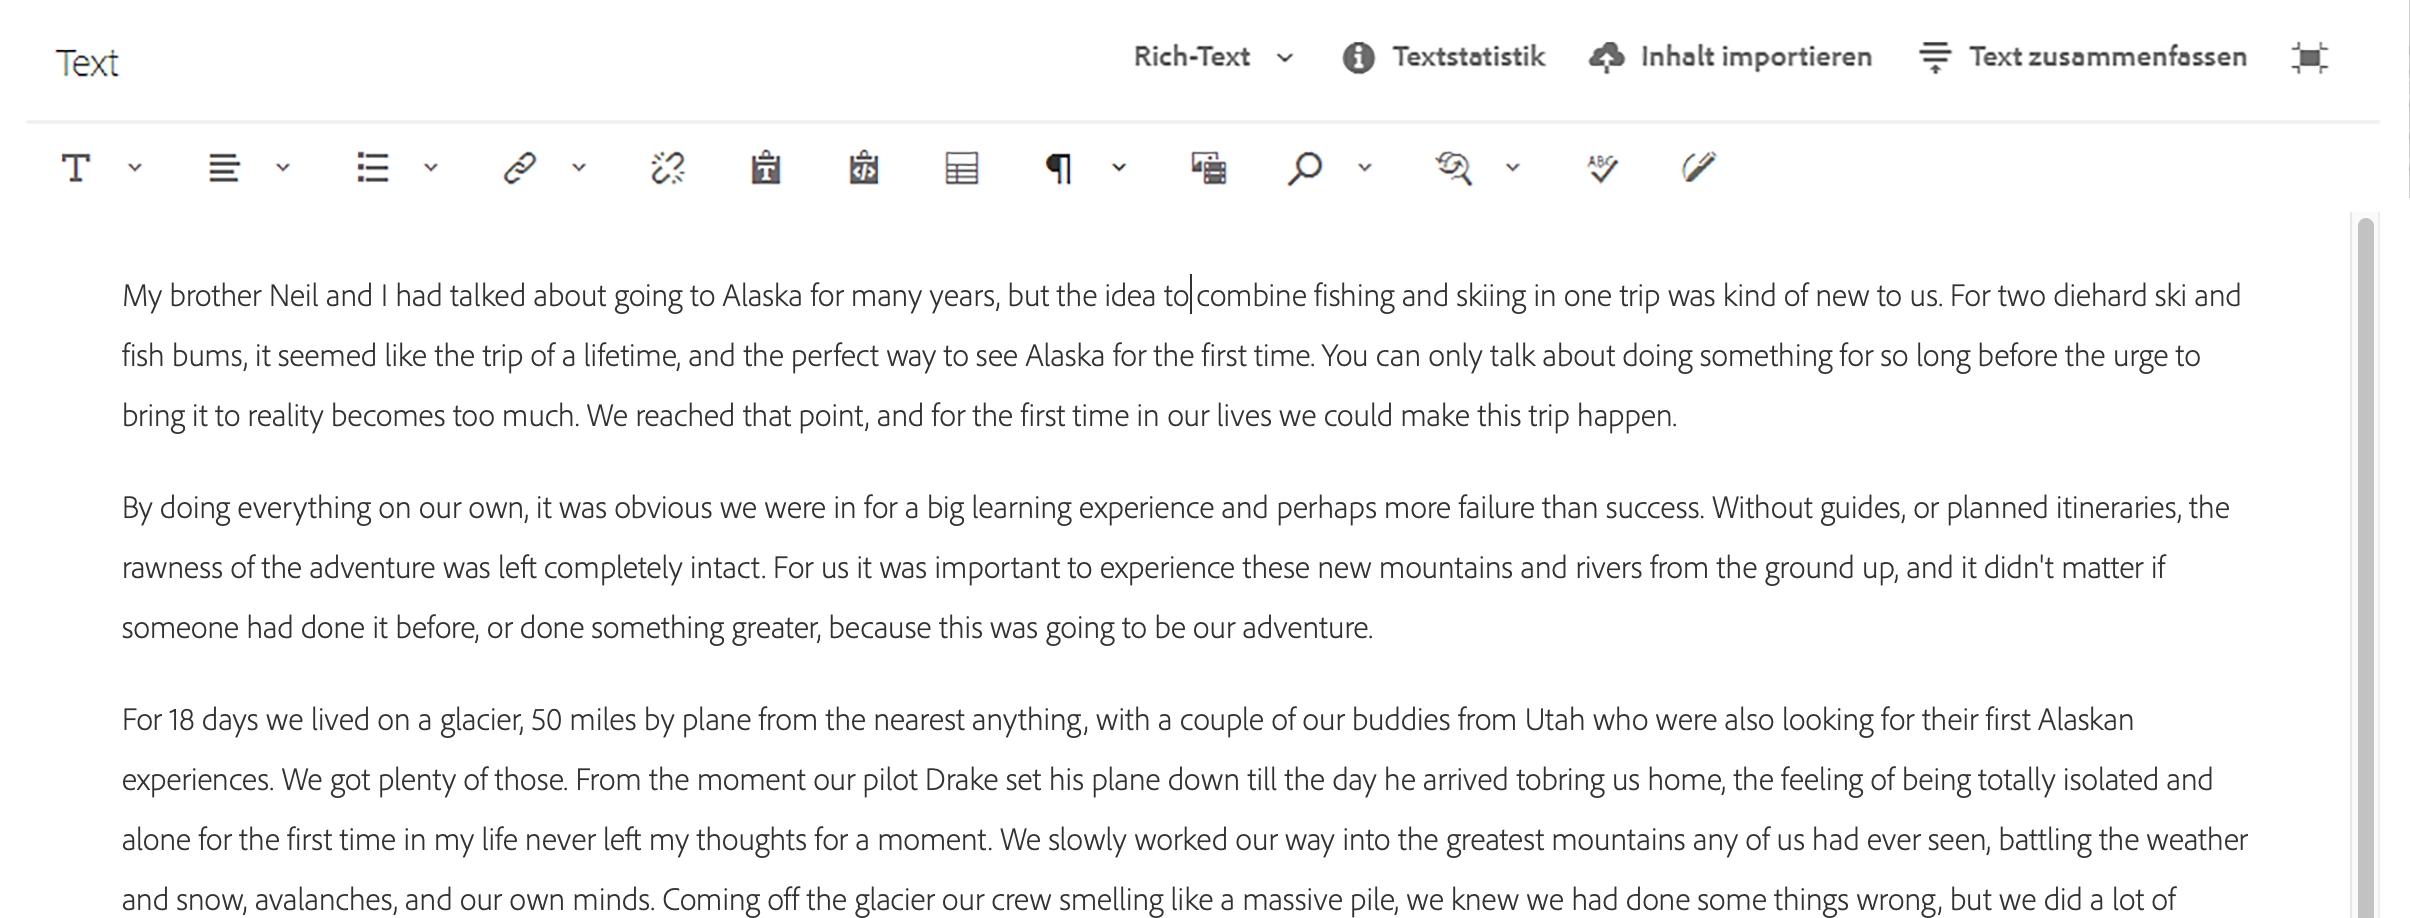 Text
Rich-Text
Textstatistik
Inhalt importieren
Text zusammenfassen
My brother Neil and I had talked about going to Alaska for many years, but the idea to combine fishing and skiing in one trip was kind of new to us. For two diehard ski and
fish bums, it seemed like the trip of a lifetime, and the perfect way to see Alaska for the first time. You can only talk about doing something for so long before the urge to
bring it to reality becomes too much. We reached that point, and for the first time in our lives we could make this trip happen.
By doing everything on our own, it was obvious we were in for a big learning experience and perhaps more failure than success. Without guides, or planned itineraries, the
rawness of the adventure was left completely intact. For us it was important to experience these new mountains and rivers from the ground up, and it didn't matter if
someone had done it before, or done something greater, because this was going to be our adventure.
For 18 days we lived on a glacier, 50 miles by plane from the nearest anything, with a couple of our buddies from Utah who were also looking for their first Alaskan
experiences. We got plenty of those. From the moment our pilot Drake set his plane down till the day he arrived tobring us home, the feeling of being totally isolated and
alone for the first time in my life never left my thoughts for a moment. We slowly worked our way into the greatest mountains any of us had ever seen, battling the weather
and snow, avalanches, and our own minds. Coming off the glacier our crew smelling like a massive pile, we knew we had done some things wrong, but we did a lot of